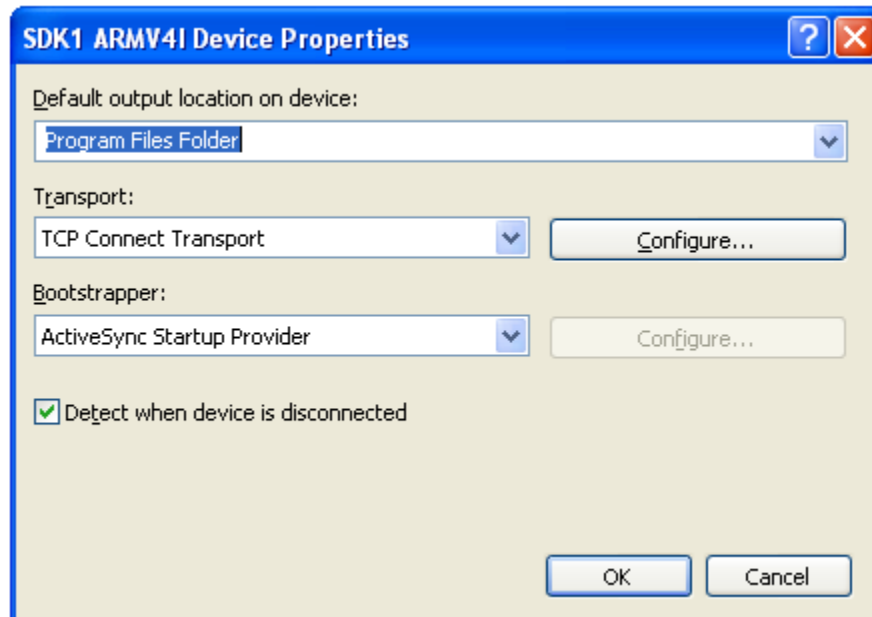 SDK1 ARMV4I Device Properties
Default output location on device:
Program Files Folder
Transport:
TCP Connect Transport
Configure...
Bootstrapper:
ActiveSync Startup Provider
Configure...
Detect when device is disconnected
OK
Cancel